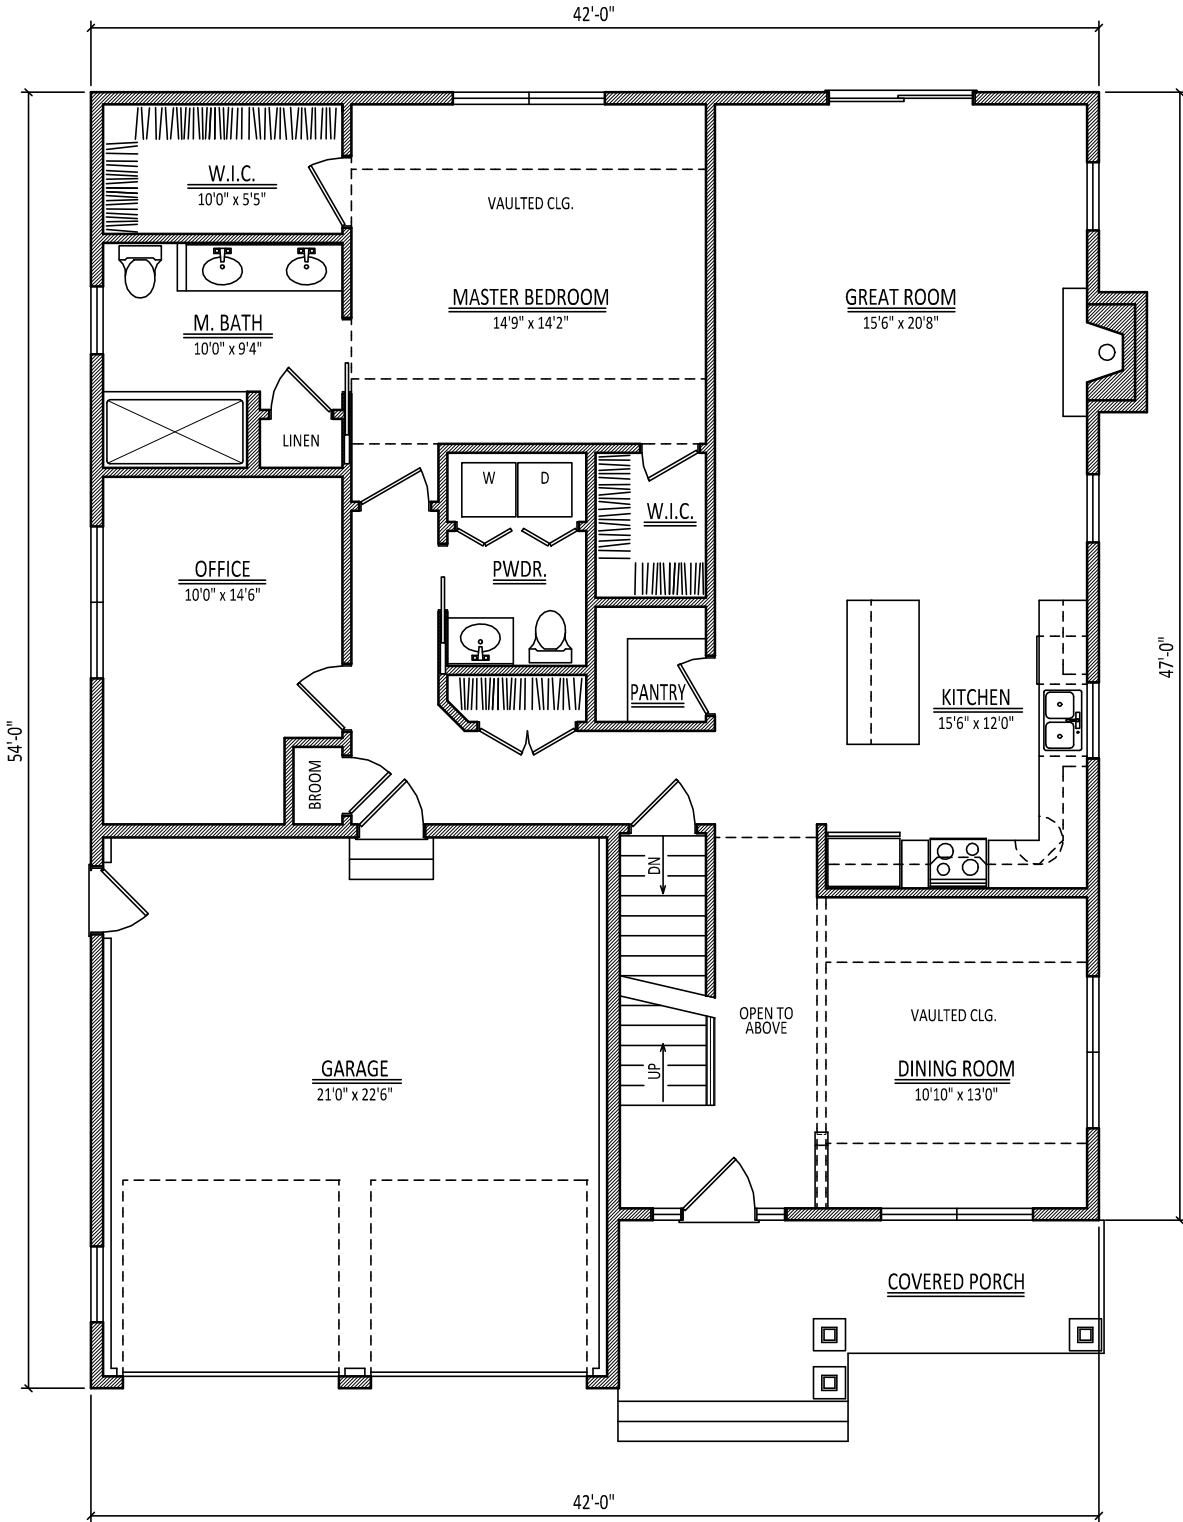 42'-0"
W.I.C.
10'0" x 5'5"
VAULTED CLG.
MASTER BEDROOM
14'9" x 14'2"
GREAT ROOM
15'6" x 20'8"
M. BATH
10'0" x 9'4"
LINEN
W
D
W.I.C.
OFFICE
10'0" x 14'6"
PWDR.
PANTRY
KITCHEN
15'6" x 12'0"
47'-0"
54'-0"
BROOM
DN
OPEN TO
ABOVE
VAULTED CLG.
UP
GARAGE
21'0" x 22'6"
DINING ROOM
10'10" x 13'0"
COVERED PORCH
42'-0"